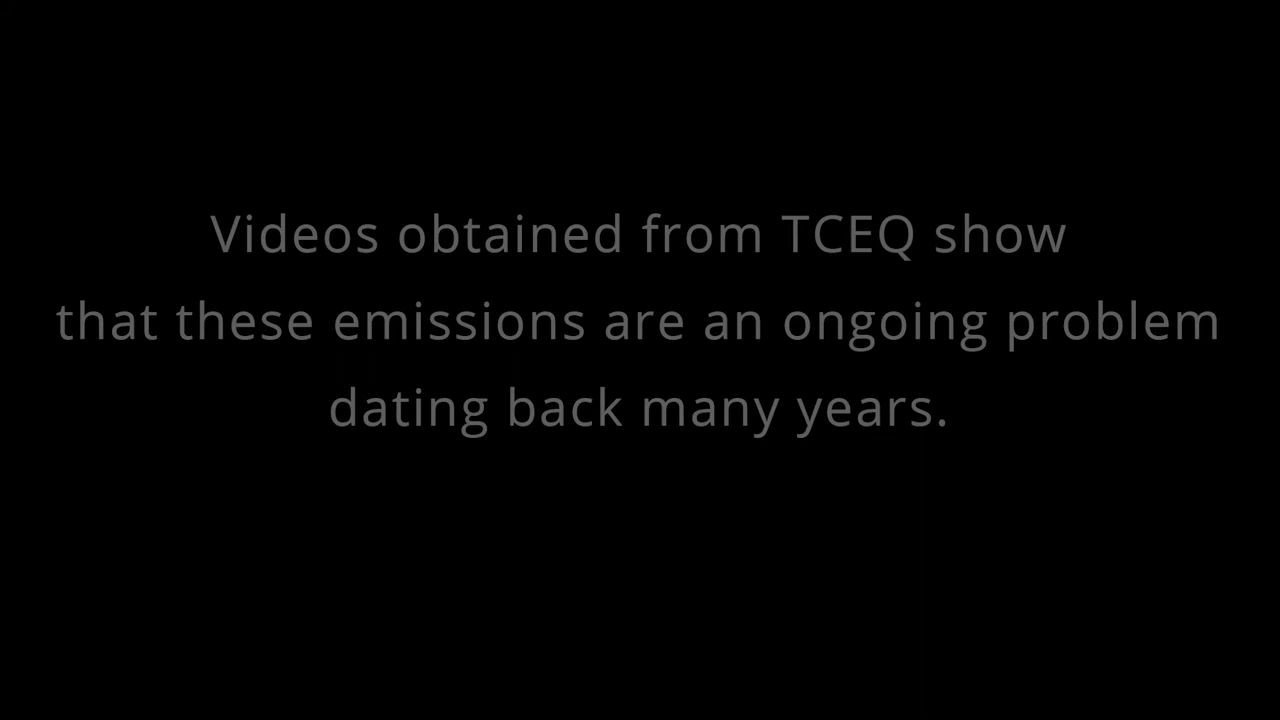 Videos obtained from TCEQ show
that these emissions are an ongoing problem
dating back many years.